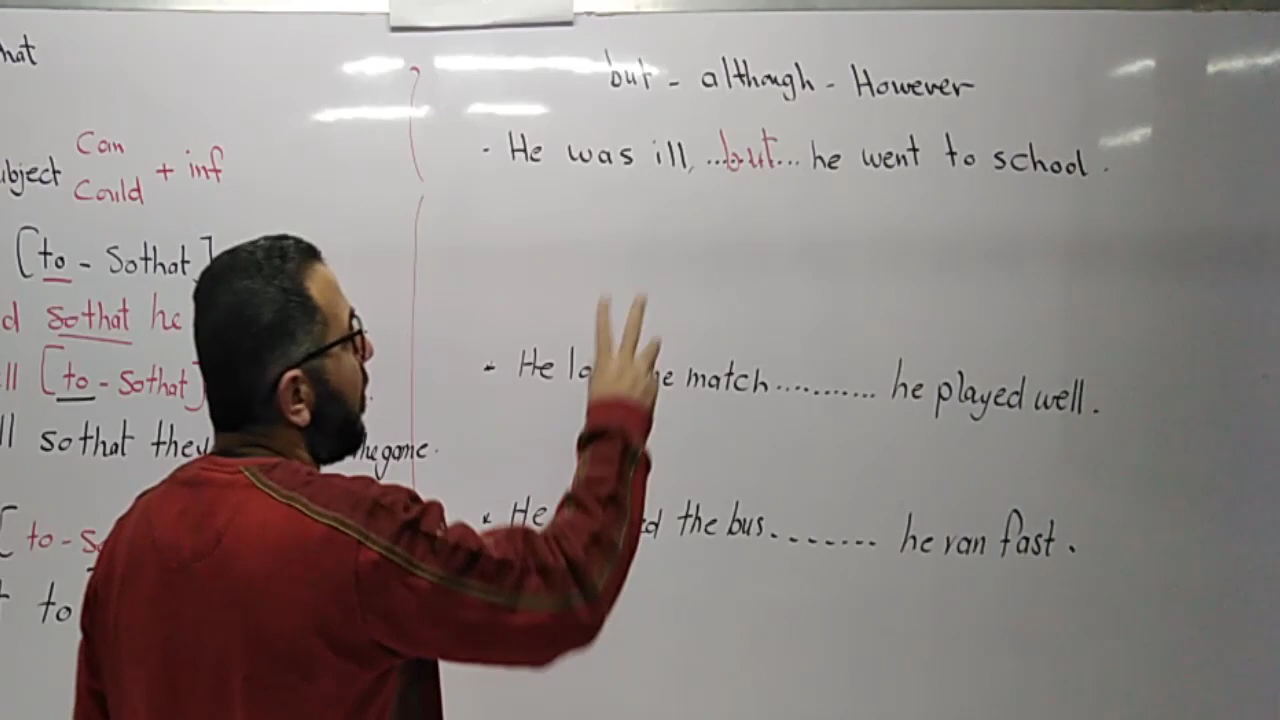 hat
but - although - However
- He was ill, ...but... he went to school.
Can
ubject + inf
Could
[to - Sothat]
d sothat he
ll [to - Sothat]
ll sothat they game.
- He match........... he played well.
[to -
He the bus........ he ran fast.
to